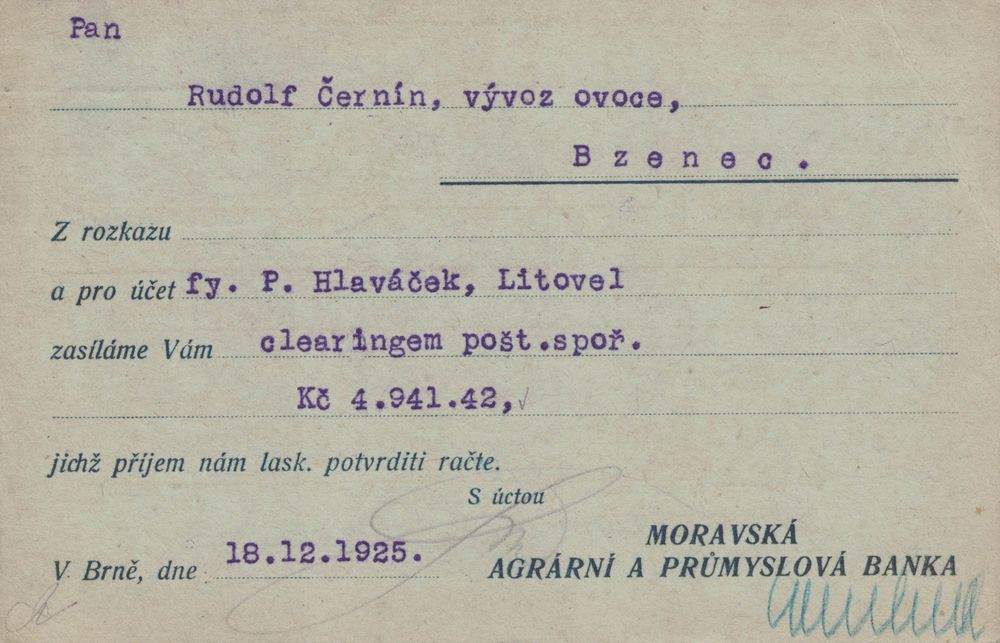 Pan
Rudolf Černín, vývoz ovoce,
Bzenec.
Z rozkazu
a pro účet fy. P. Hlaváček, Litovel
zasíláme Vám clearingem pošt.spoř.
Kč 4.941.42,
jichž příjem nám lask. potvrditi račte.
S úctou
V Brně, dne 18.12.1925.
MORAVSKÁ
AGRÁRNÍ A PRŮMYSLOVÁ BANKA